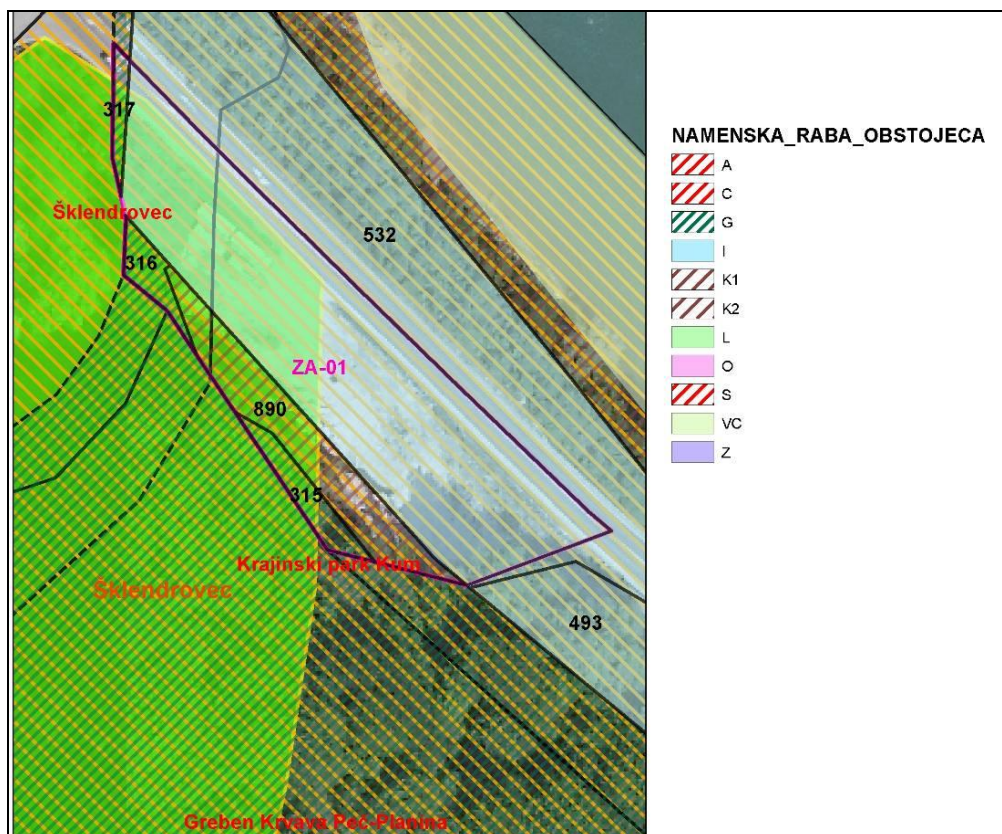 317
Šklendrovec
532
316
ZA-01
890
315
Krajinski park Kum
Šklendrovec
493
Greben Krvava Peč-Planina
NAMENSKA_RABA_OBSTOJECA
A
C
G
I
K1
K2
L
O
S
VC
Z